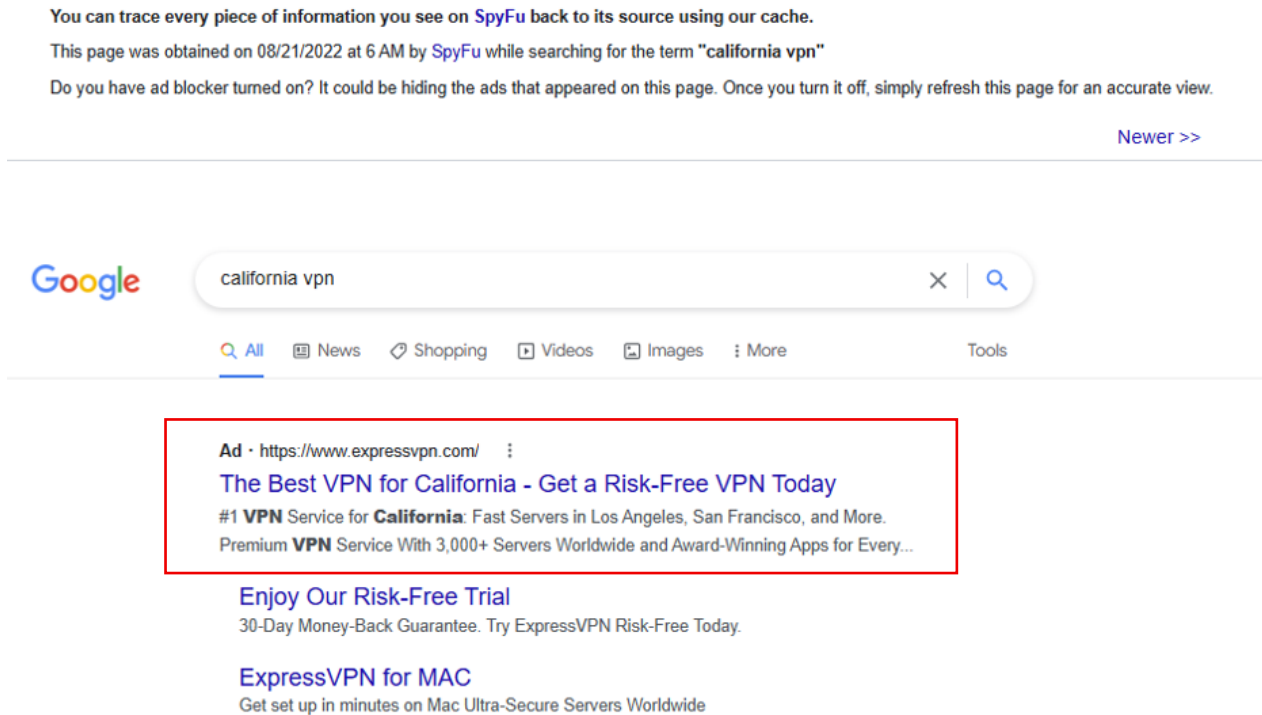 You can trace every piece of information you see on SpyFu back to its source using our cache.
This page was obtained on 08/21/2022 at 6 AM by SpyFu while searching for the term "california vpn"
Do you have ad blocker turned on? It could be hiding the ads that appeared on this page. Once you turn it off, simply refresh this page for an accurate view.
Newer >>
Google california vpn
All News Shopping Videos Images More Tools
Ad · https://www.expressvpn.com/
The Best VPN for California - Get a Risk-Free VPN Today
#1 VPN Service for California: Fast Servers in Los Angeles, San Francisco, and More.
Premium VPN Service With 3,000+ Servers Worldwide and Award-Winning Apps for Every...
Enjoy Our Risk-Free Trial
30-Day Money-Back Guarantee. Try ExpressVPN Risk-Free Today.
ExpressVPN for MAC
Get set up in minutes on Mac Ultra-Secure Servers Worldwide